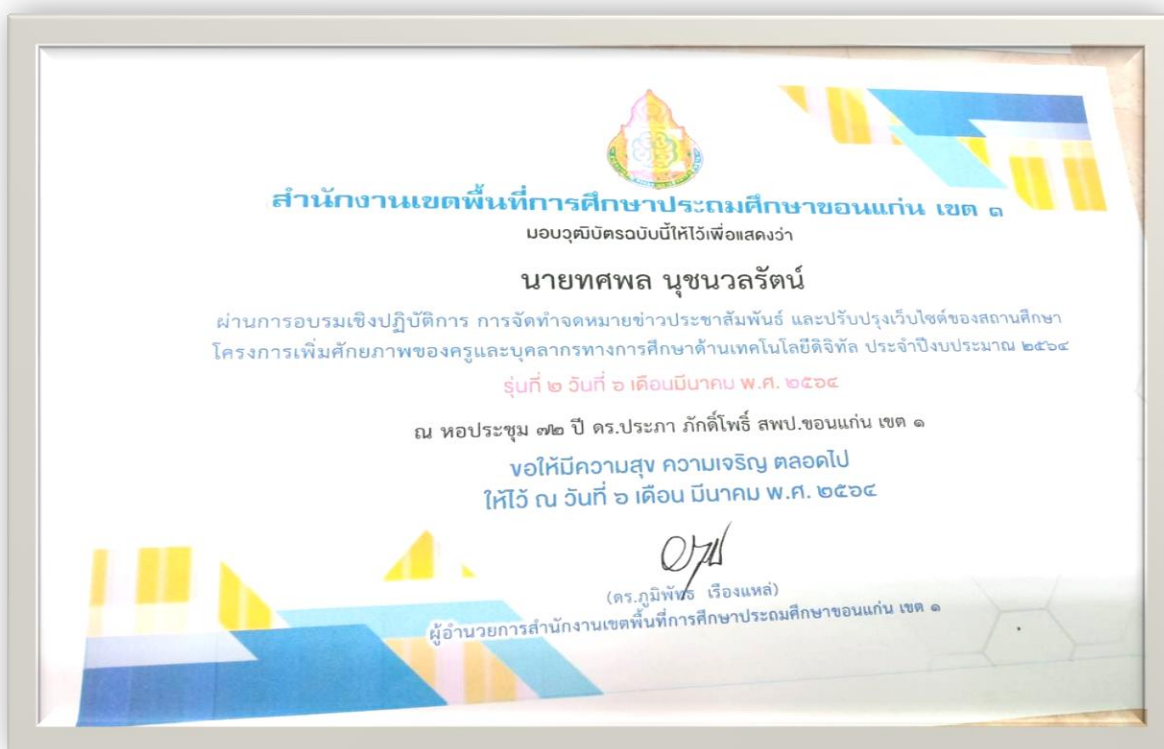 สำนักงานเขตพื้นที่การศึกษาประถมศึกษาขอนแก่น เขต ๑
มอบวุฒิบัตรฉบับนี้ให้ไว้เพื่อแสดงว่า
นายทศพล นุชนวลรัตน์
ผ่านการอบรมเชิงปฏิบัติการ การจัดทำจดหมายข่าวประชาสัมพันธ์ และปรับปรุงเว็บไซต์ของสถานศึกษา
โครงการเพิ่มศักยภาพของครูและบุคลากรทางการศึกษาด้านเทคโนโลยีดิจิทัล ประจำปีงบประมาณ ๒๕๖๔
รุ่นที่ ๒ วันที่ ๖ เดือนมีนาคม พ.ศ. ๒๕๖๔
ณ หอประชุม ๗๒ ปี ดร.ประภา ภักดิ์โพธิ์ สพป.ขอนแก่น เขต ๑
ขอให้มีความสุข ความเจริญ ตลอดไป
ให้ไว้ ณ วันที่ ๖ เดือน มีนาคม พ.ศ. ๒๕๖๔
(ดร.ภูมิพัทธ เรืองแหล่)
ผู้อำนวยการสำนักงานเขตพื้นที่การศึกษาประถมศึกษาขอนแก่น เขต ๑